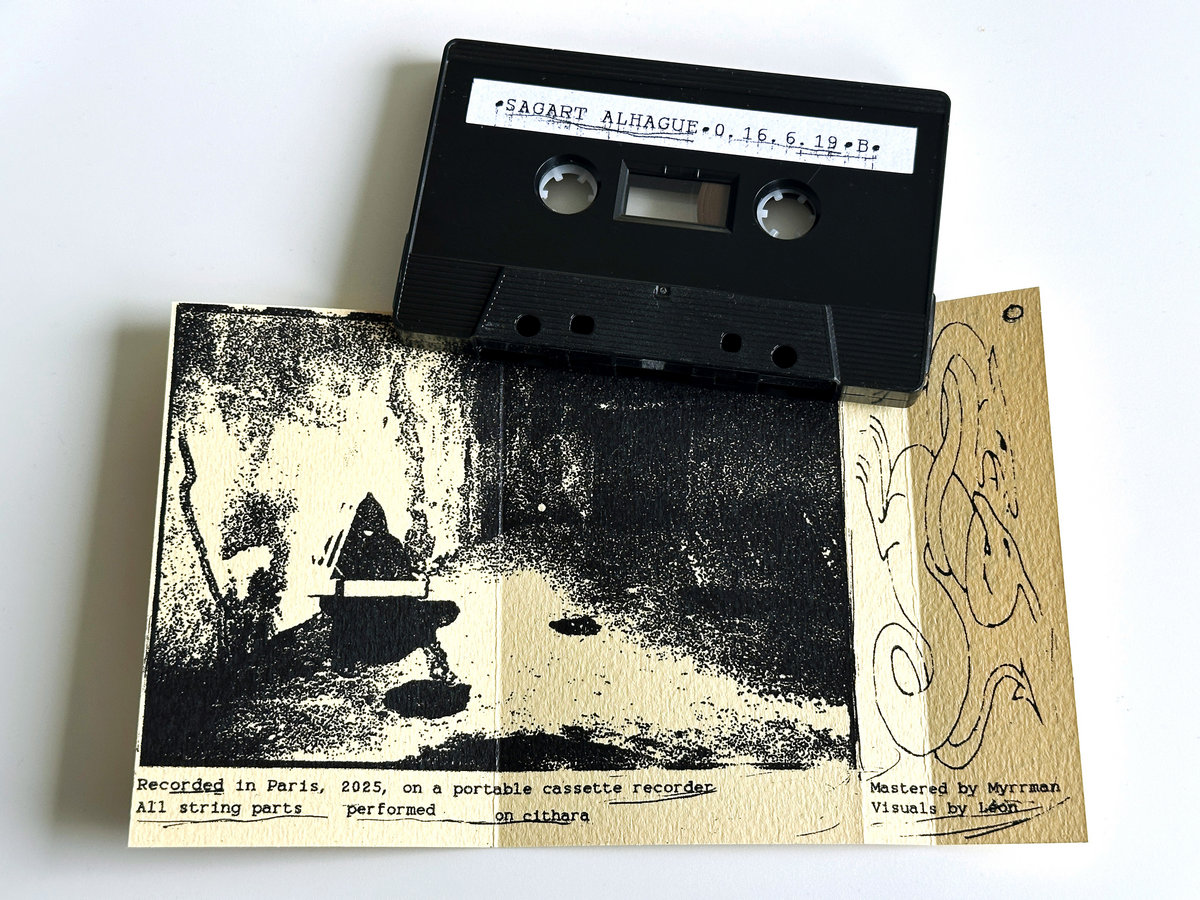 •SAGART ALHAGUE•0.16.6.19•B•
Recorded in Paris, 2025, on a portable cassette recorder
All string parts performed on cithara
Mastered by Myrrman
Visuals by Léon